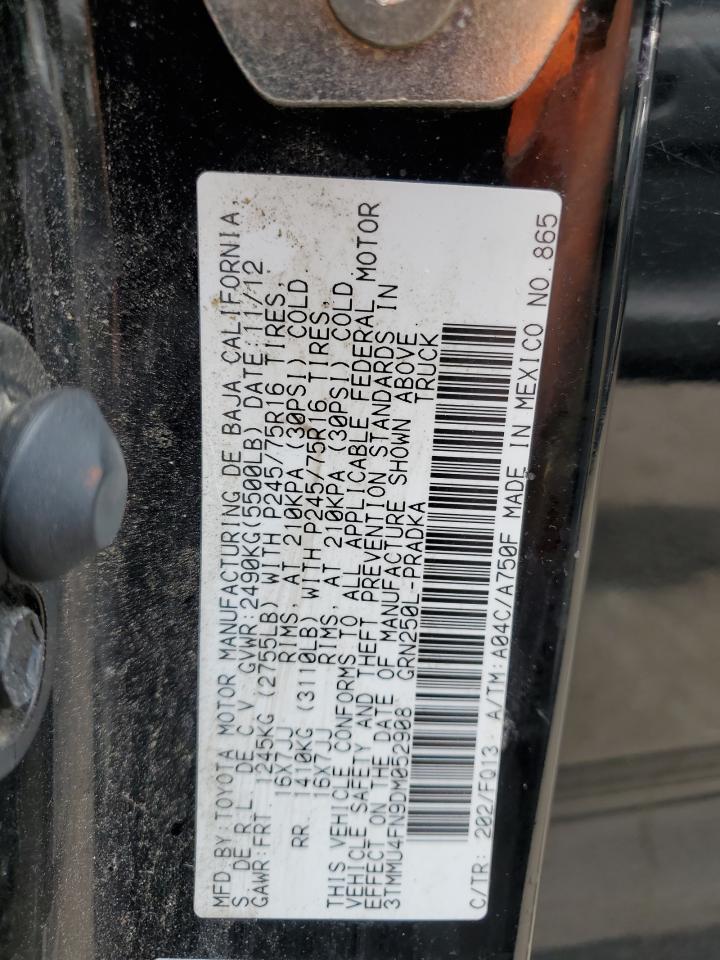 MFD BY:TOYOTA MOTOR MANUFACTURING DE BAJA CALIFORNIA,
S DE R.L. DE C.V. GVWR:2490KG(5500LB) DATE:11/12
GAWR:FRT 1245KG (2755LB) WITH P245/75R16 TIRES,
16X7JJ RIMS, AT 210KPA (30PSI) COLD.
RR. 1410KG (3110LB) WITH P245/75R16 TIRES,
16X7JJ RIMS, AT 210KPA (30PSI) COLD.
THIS VEHICLE CONFORMS TO ALL APPLICABLE FEDERAL MOTOR
VEHICLE SAFETY AND THEFT PREVENTION STANDARDS IN
EFFECT ON THE DATE OF MANUFACTURE SHOWN ABOVE.
3TMMU4FN9DM052908 GRN250L-PRADKA TRUCK
C/TR: 202/FQ13 A/TM:A04C/A750F MADE IN MEXICO NO.865